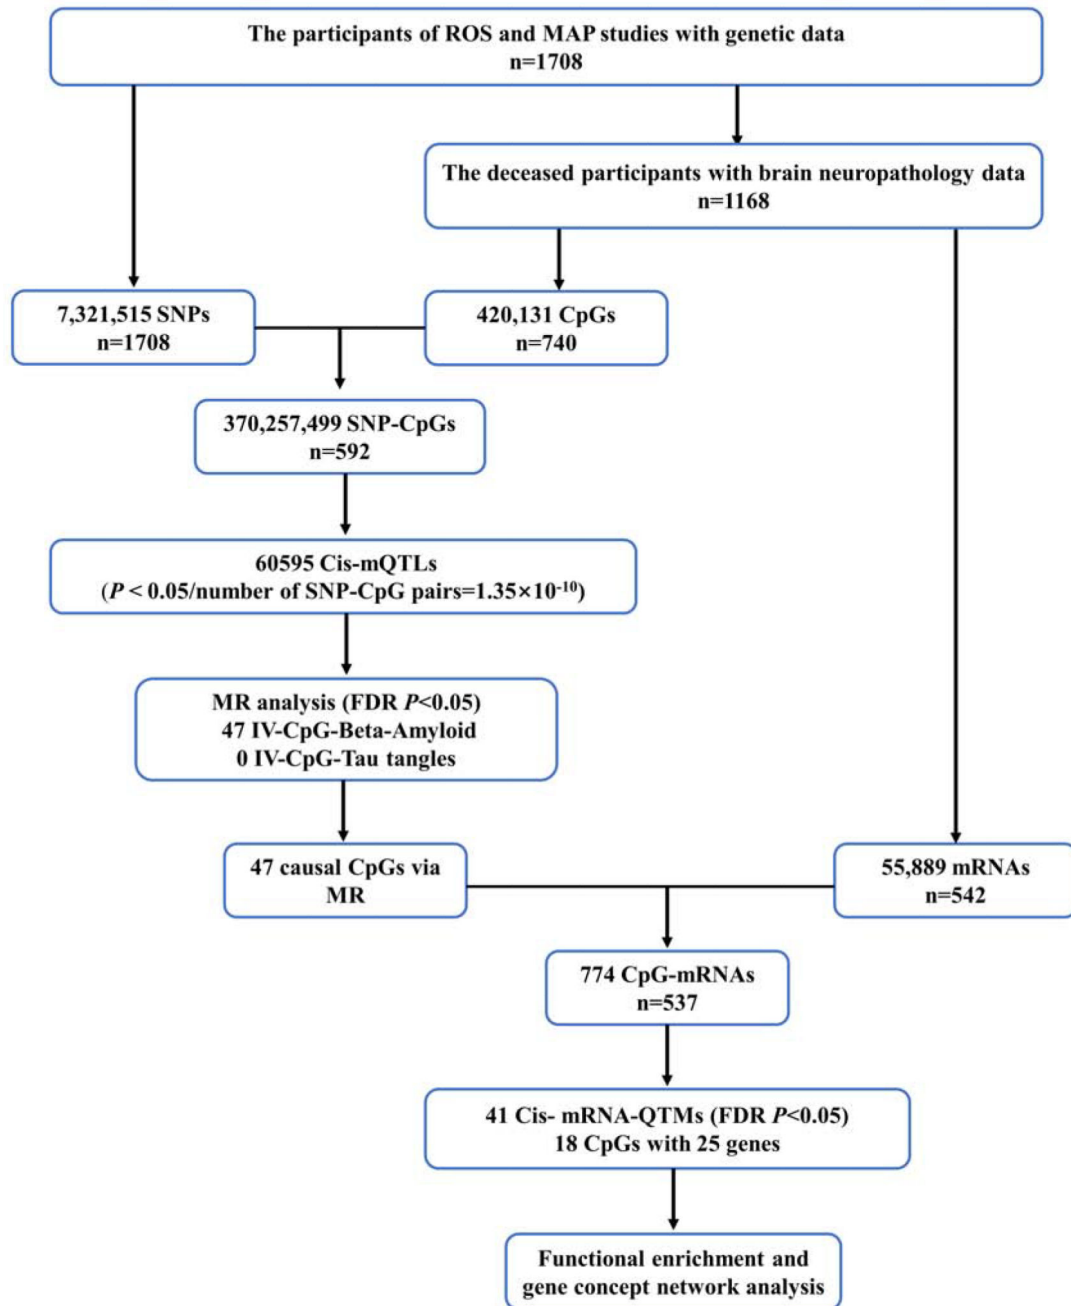 The participants of ROS and MAP studies with genetic data
n=1708
The deceased participants with brain neuropathology data
n=1168
7,321,515 SNPs
n=1708
420,131 CpGs
n=740
370,257,499 SNP-CpGs
n=592
60595 Cis-mQTLs
(P < 0.05/number of SNP-CpG pairs=1.35×10⁻¹⁰)
MR analysis (FDR P<0.05)
47 IV-CpG-Beta-Amyloid
0 IV-CpG-Tau tangles
47 causal CpGs via
MR
55,889 mRNAs
n=542
774 CpG-mRNAs
n=537
41 Cis- mRNA-QTMs (FDR P<0.05)
18 CpGs with 25 genes
Functional enrichment and
gene concept network analysis